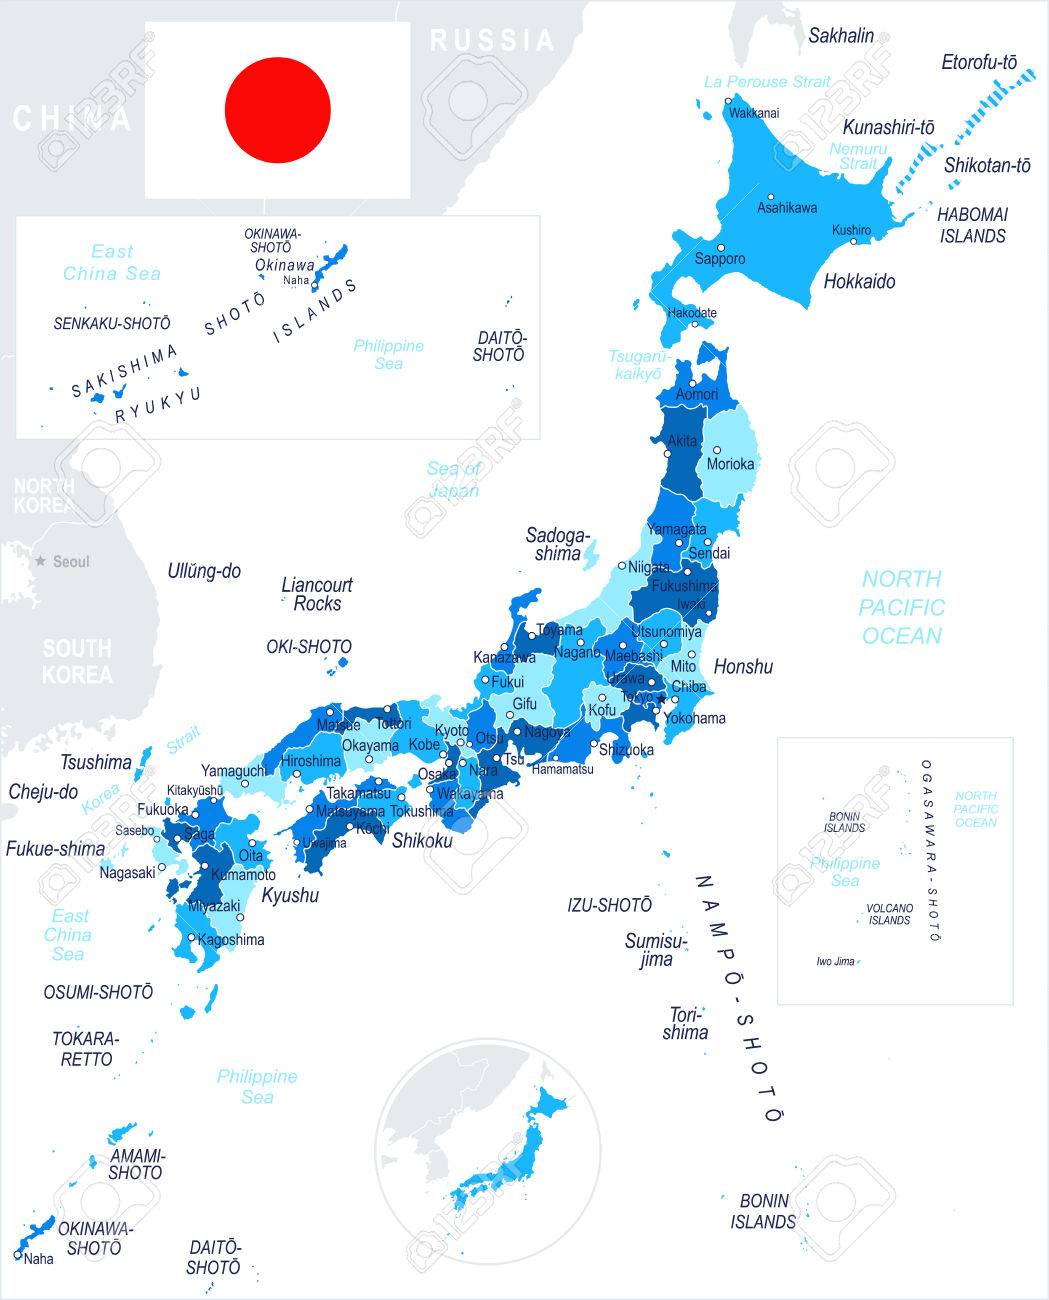 RUSSIA
CHINA
Sakhalin
La Perouse Strait
Etorofu-tō
Wakkanai
Kunashiri-tō
Nemuru
Strait
Shikotan-tō
Asahikawa
HABOMAI
ISLANDS
Kushiro
Sapporo
Hokkaido
Hakodate
Tsugarū-
kaikyō
OKINAWA-
SHOTŌ
Okinawa
Naha
East
China Sea
SHOTŌ
ISLANDS
SENKAKU-SHOTŌ
Philippine
Sea
DAITŌ-
SHOTŌ
SAKISHIMA
RYUKYU
Aomori
Akita
Morioka
Sea of
Japan
NORTH
KOREA
Seoul
SOUTH
KOREA
Ullŭng-do
Liancourt
Rocks
OKI-SHOTO
Sadoga-
shima
Yamagata
Sendai
Niigata
Fukushima
Iwaki
NORTH
PACIFIC
OCEAN
Toyama
Utsunomiya
Kanazawa
Nagano
Maebashi
Mito
Honshu
Fukui
Urawa
Tokyo
Chiba
Gifu
Kofu
Yokohama
Matsue
Tottori
Kyoto
Otsu
Nagoya
Okayama
Kobe
Shizuoka
Hiroshima
Osaka
Nara
Tsu
Hamamatsu
Strait
Korea
Tsushima
Cheju-do
Yamaguchi
Kitakyūshū
Takamatsu
Wakayama
Fukuoka
Matsuyama
Tokushima
Sasebo
Saga
Kōchi
Uwajima
Shikoku
Fukue-shima
Oita
Nagasaki
Kumamoto
Kyushu
Miyazaki
Kagoshima
East
China
Sea
OSUMI-SHOTŌ
TOKARA-
RETTO
Philippine
Sea
IZU-SHOTŌ
Sumisu-
jima
Tori-
shima
NAMPŌ-SHOTŌ
OGASAWARA-SHOTŌ
NORTH
PACIFIC
OCEAN
BONIN
ISLANDS
Philippine
Sea
VOLCANO
ISLANDS
Iwo Jima
AMAMI-
SHOTO
OKINAWA-
SHOTŌ
Naha
DAITŌ-
SHOTŌ
BONIN
ISLANDS
123RF
123RF
123RF
123RF
123RF
123RF
123RF
123RF